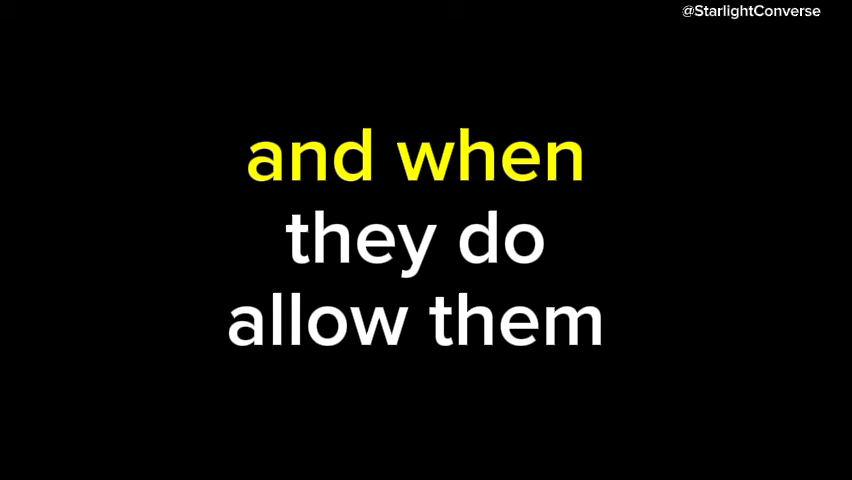 @StarlightConverse
and when
they do
allow them